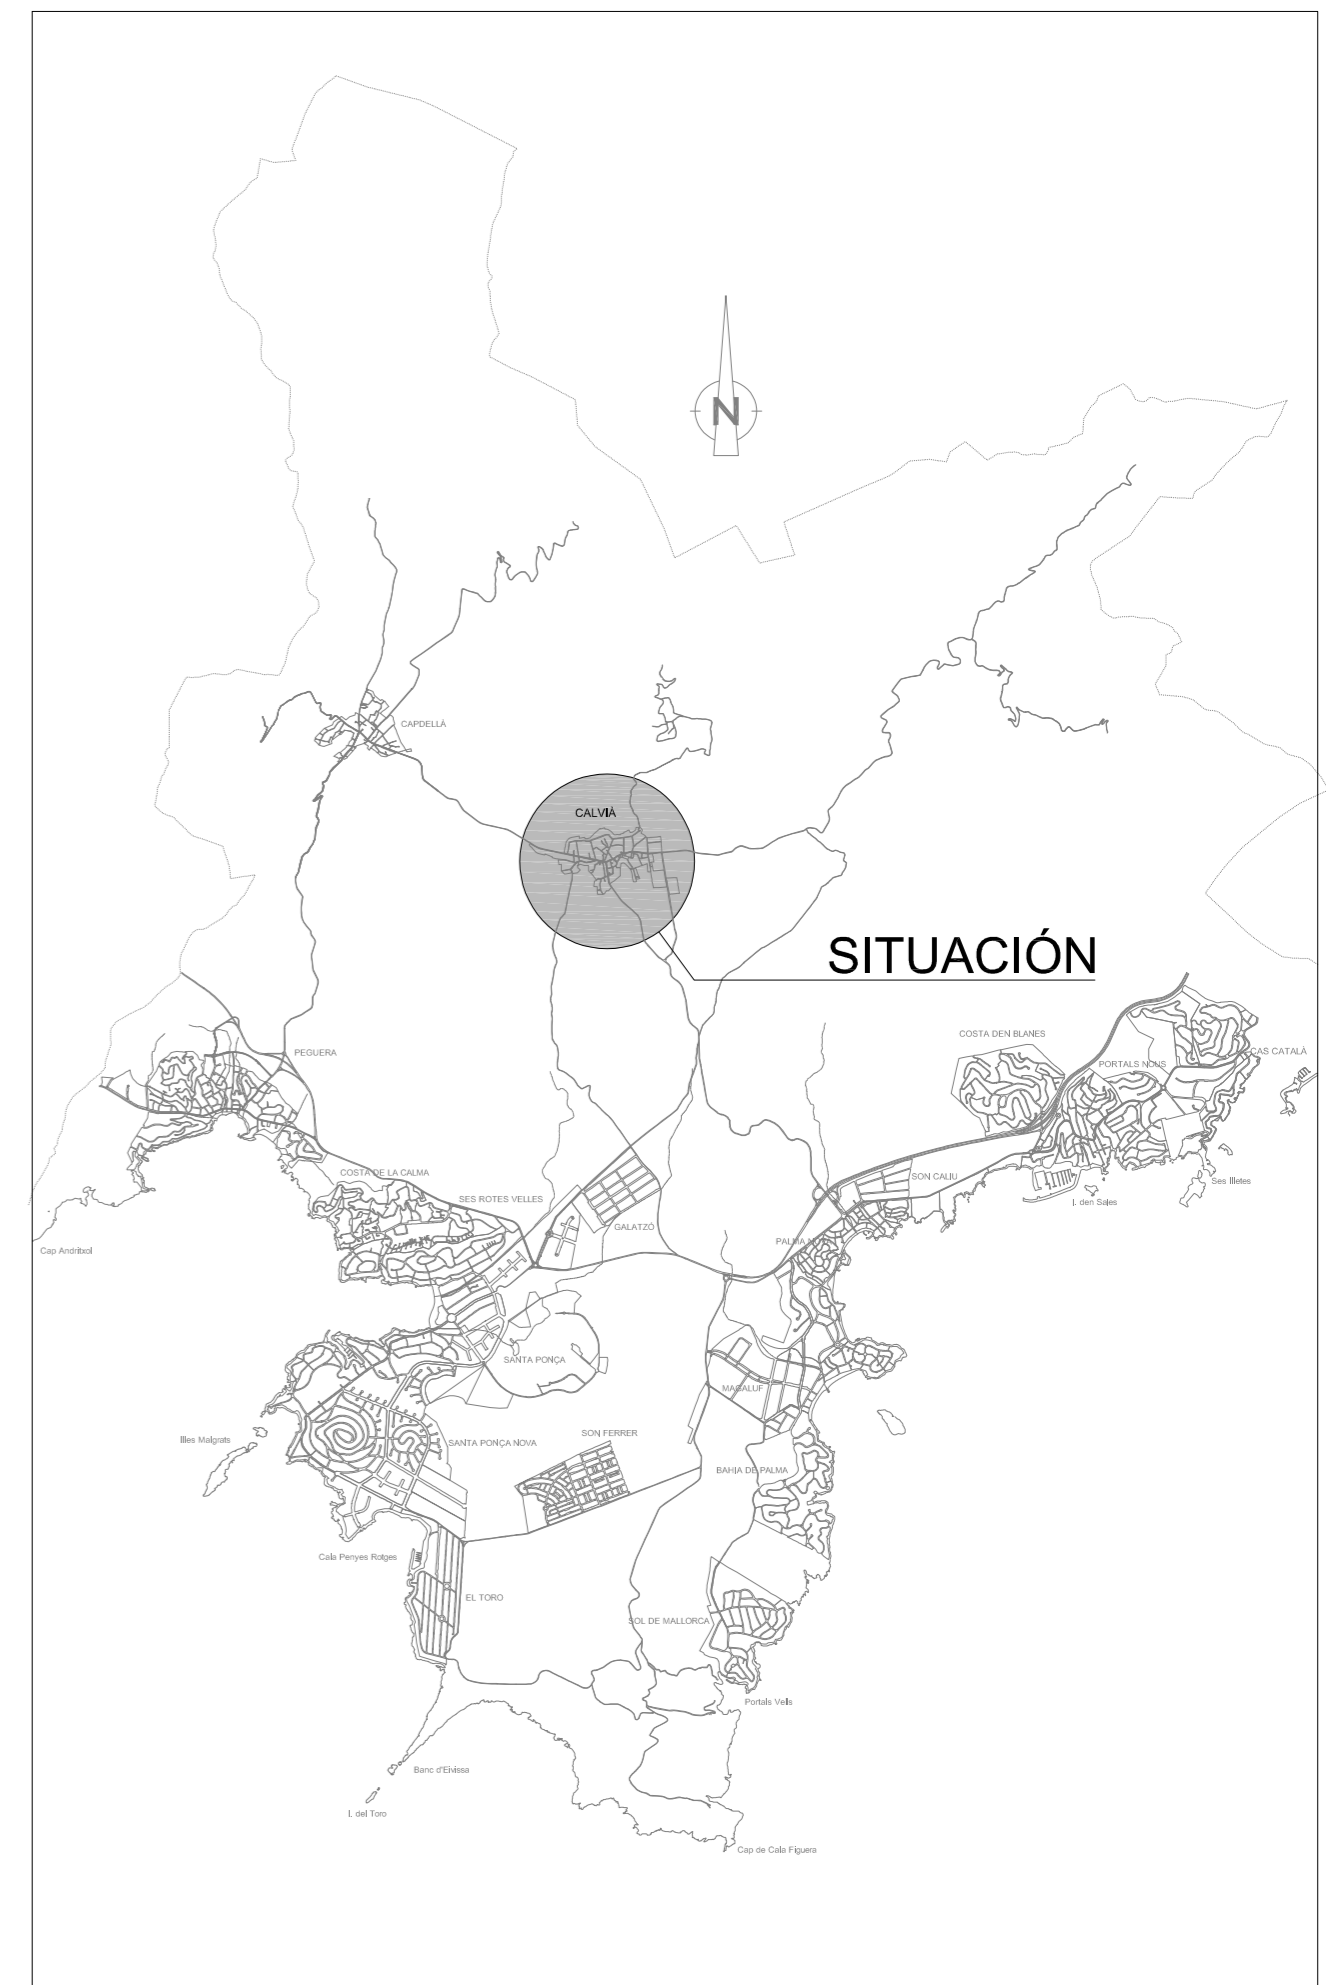 N
CAPDELLÀ
CALVIÀ
SITUACIÓN
COSTA DEN BLANES
CAS CATALÀ
PEGUERA
PORTALS NOUS
COSTA DE LA CALMA
SON CALIU
Ses Illetes
SES ROTES VELLES
I. den Sales
GALATZÓ
PALMA NOVA
Cap Andritxol
SANTA PONÇA
MAGALUF
SON FERRER
Illes Malgrats
SANTA PONÇA NOVA
BAHIA DE PALMA
Cala Penyes Rotges
EL TORO
SOL DE MALLORCA
Portals Vells
Banc d'Eivissa
I. del Toro
Cap de Cala Figuera